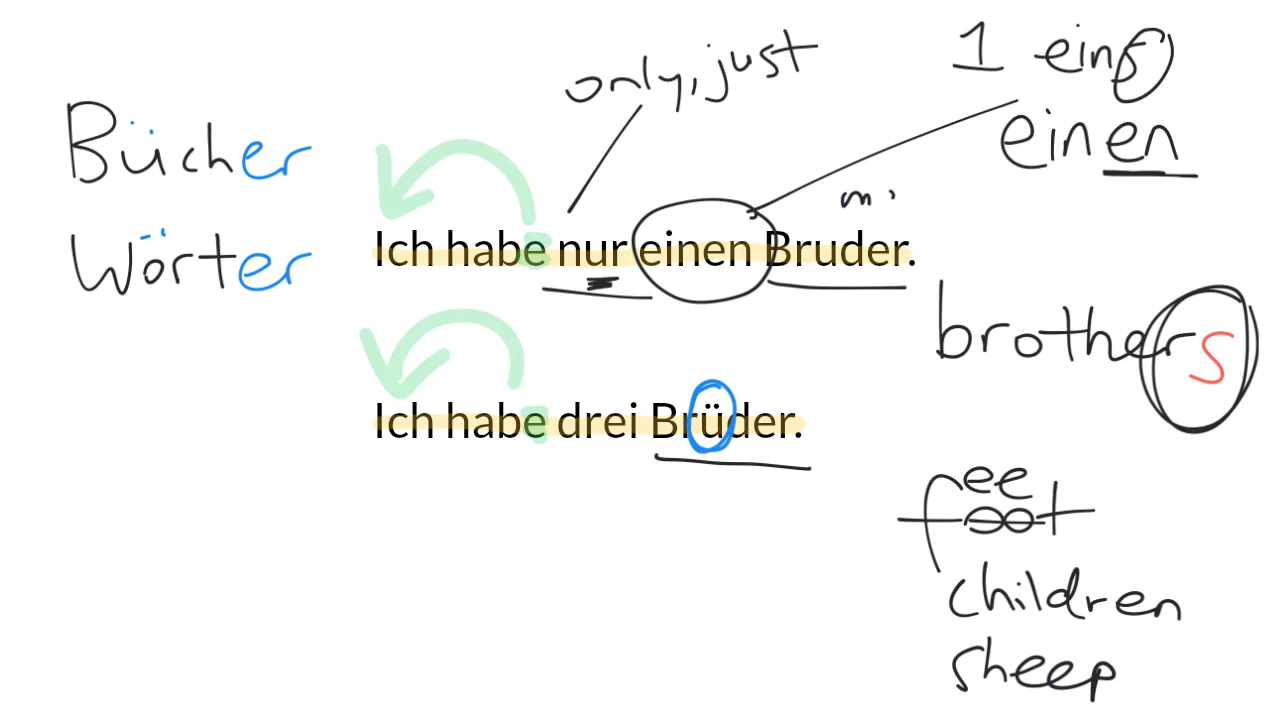 only, just
1 eins
einen
Bücher
m.
Ich habe nur einen Bruder.
Wörter
brothers
Ich habe drei Brüder.
ee
foot
children
sheep